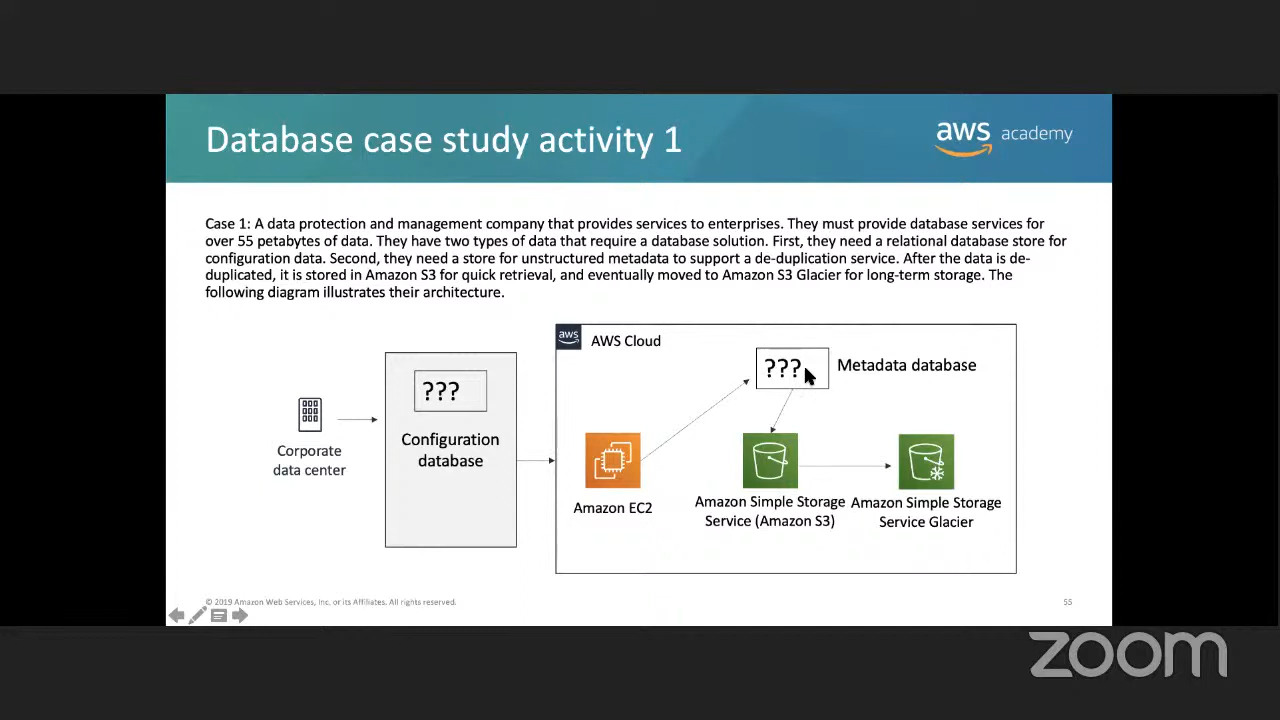 Database case study activity 1
aws academy
Case 1: A data protection and management company that provides services to enterprises. They must provide database services for
over 55 petabytes of data. They have two types of data that require a database solution. First, they need a relational database store for
configuration data. Second, they need a store for unstructured metadata to support a de-duplication service. After the data is de-
duplicated, it is stored in Amazon S3 for quick retrieval, and eventually moved to Amazon S3 Glacier for long-term storage. The
following diagram illustrates their architecture.
Corporate
data center
???
Configuration
database
aws
AWS Cloud
Amazon EC2
???
Metadata database
Amazon Simple Storage
Service (Amazon S3)
Amazon Simple Storage
Service Glacier
© 2019 Amazon Web Services, Inc. or its Affiliates. All rights reserved.
55
zoom